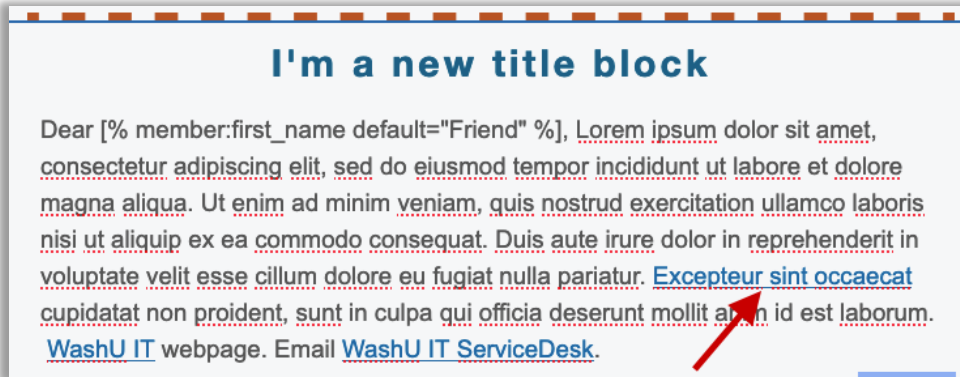 I'm a new title block
Dear [% member:first_name default="Friend" %], Lorem ipsum dolor sit amet,
consectetur adipiscing elit, sed do eiusmod tempor incididunt ut labore et dolore
magna aliqua. Ut enim ad minim veniam, quis nostrud exercitation ullamco laboris
nisi ut aliquip ex ea commodo consequat. Duis aute irure dolor in reprehenderit in
voluptate velit esse cillum dolore eu fugiat nulla pariatur. Excepteur sint occaecat
cupidatat non proident, sunt in culpa qui officia deserunt mollit id est laborum.
WashU IT webpage. Email WashU IT ServiceDesk.